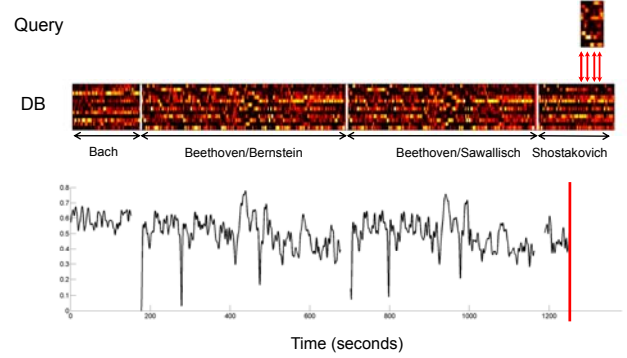 Query
DB
Bach Beethoven/Bernstein Beethoven/Sawallisch Shostakovich
0.8
0.7
0.6
0.5
0.4
0.3
0.2
0.1
0
0 200 400 600 800 1000 1200
Time (seconds)